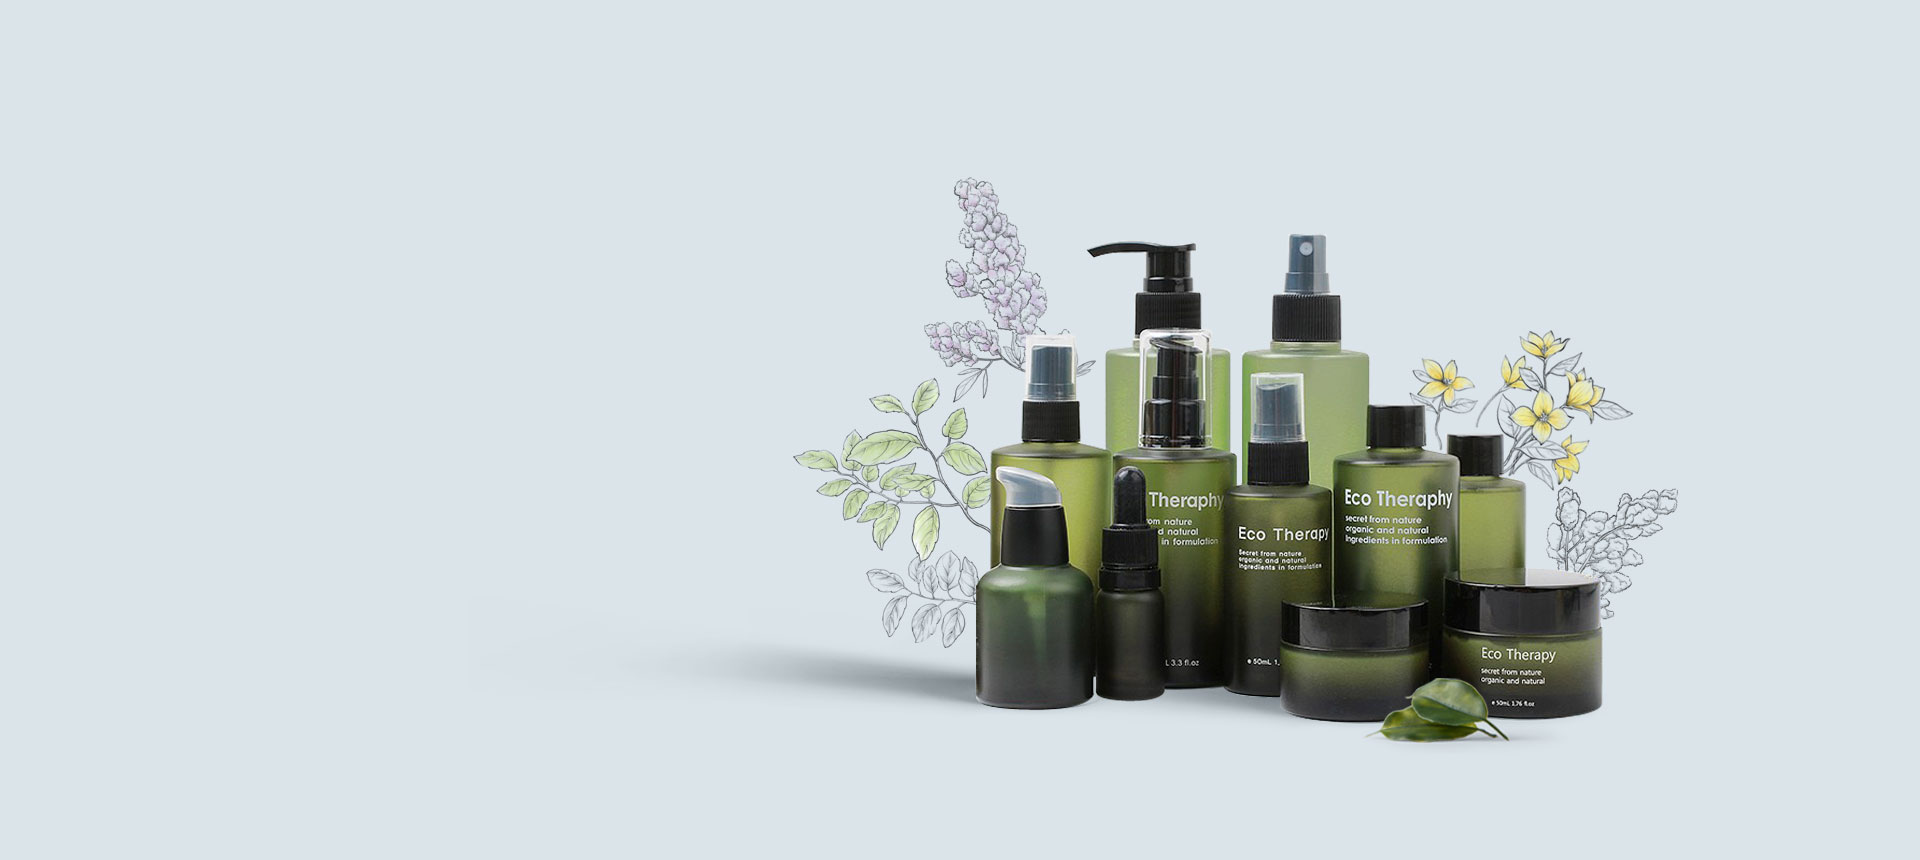 Theraphy
om nature
d natural
in formulation
L 3.3 fl.oz
Eco Therapy
Secret from nature
organic and natural
ingredients in formulation
e 50mL 1.
Eco Theraphy
secret from nature
organic and natural
ingredients in formulation
Eco Therapy
secret from nature
organic and natural
e 50mL 1.76 fl.oz